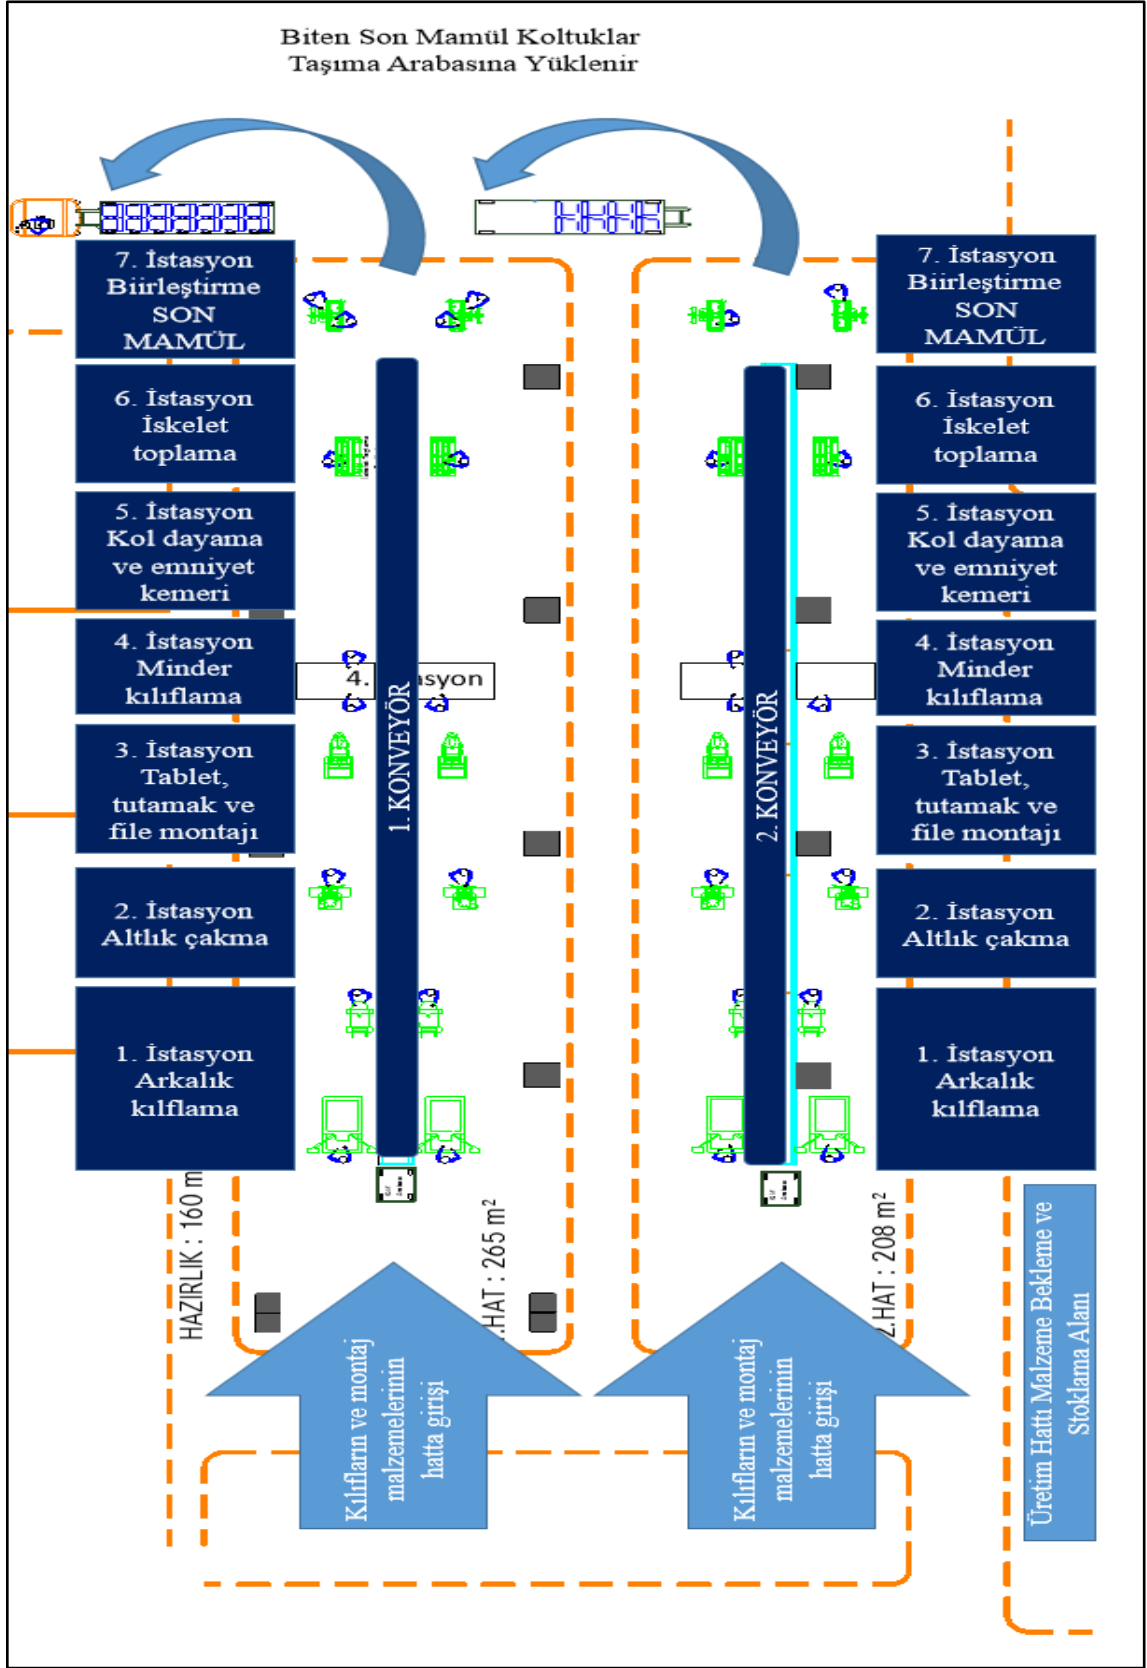 Biten Son Mamül Koltuklar
Taşıma Arabasına Yüklenir
7. İstasyon
Biirleştirme
SON
MAMÜL
6. İstasyon
İskelet
toplama
5. İstasyon
Kol dayama
ve emniyet
kemeri
4. İstasyon
Minder
kılıflama
3. İstasyon
Tablet,
tutamak ve
file montajı
2. İstasyon
Altlık çakma
1. İstasyon
Arkalık
kılflama
1. KONVEYÖR
4. asyon
2. KONVEYÖR
7. İstasyon
Biirleştirme
SON
MAMÜL
6. İstasyon
İskelet
toplama
5. İstasyon
Kol dayama
ve emniyet
kemeri
4. İstasyon
Minder
kılıflama
3. İstasyon
Tablet,
tutamak ve
file montajı
2. İstasyon
Altlık çakma
1. İstasyon
Arkalık
kılflama
HAZIRLIK : 160 m
.HAT : 265 m²
2.HAT : 208 m²
Kılıfların ve montaj
malzemelerinin
hatta girişi
Kılıfların ve montaj
malzemelerinin
hatta girişi
Üretim Hattı Malzeme Bekleme ve
Stoklama Alanı